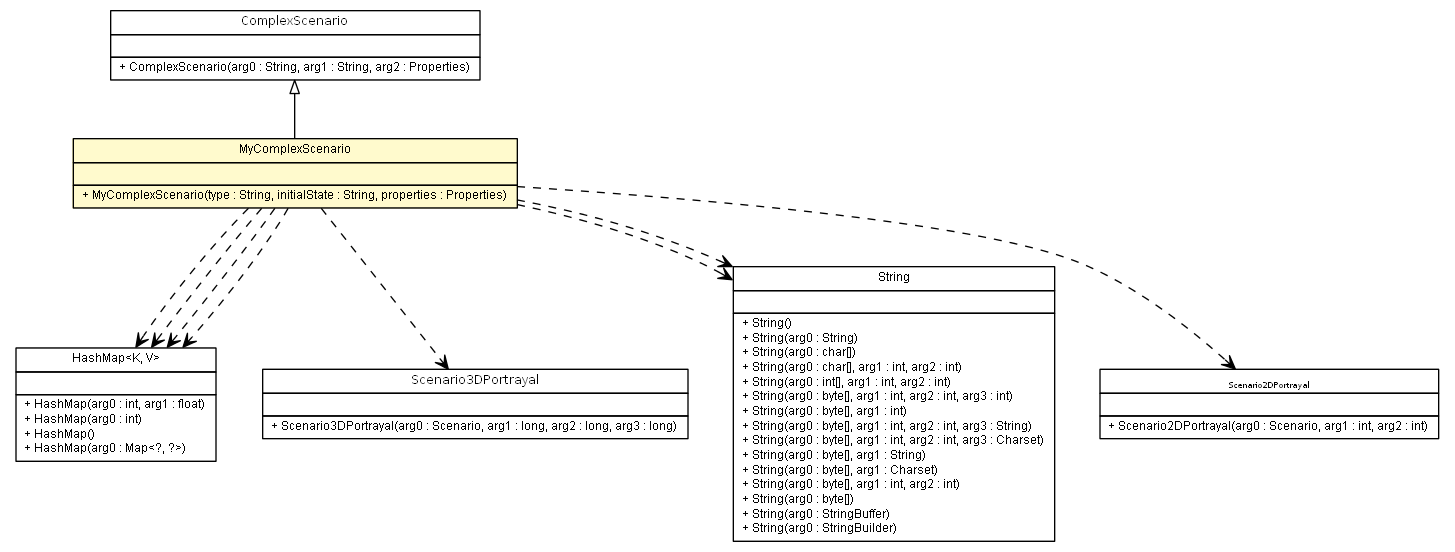 ComplexScenario
+ ComplexScenario(arg0 : String, arg1 : String, arg2 : Properties)
MyComplexScenario
+ MyComplexScenario(type : String, initialState : String, properties : Properties)
HashMap<K, V>
+ HashMap(arg0 : int, arg1 : float)
+ HashMap(arg0 : int)
+ HashMap()
+ HashMap(arg0 : Map<?, ?>)
Scenario3DPortrayal
+ Scenario3DPortrayal(arg0 : Scenario, arg1 : long, arg2 : long, arg3 : long)
String
+ String()
+ String(arg0 : String)
+ String(arg0 : char[])
+ String(arg0 : char[], arg1 : int, arg2 : int)
+ String(arg0 : int[], arg1 : int, arg2 : int)
+ String(arg0 : byte[], arg1 : int, arg2 : int, arg3 : int)
+ String(arg0 : byte[], arg1 : int)
+ String(arg0 : byte[], arg1 : int, arg2 : int, arg3 : String)
+ String(arg0 : byte[], arg1 : int, arg2 : int, arg3 : Charset)
+ String(arg0 : byte[], arg1 : String)
+ String(arg0 : byte[], arg1 : Charset)
+ String(arg0 : byte[], arg1 : int, arg2 : int)
+ String(arg0 : byte[])
+ String(arg0 : StringBuffer)
+ String(arg0 : StringBuilder)
Scenario2DPortrayal
+ Scenario2DPortrayal(arg0 : Scenario, arg1 : int, arg2 : int)